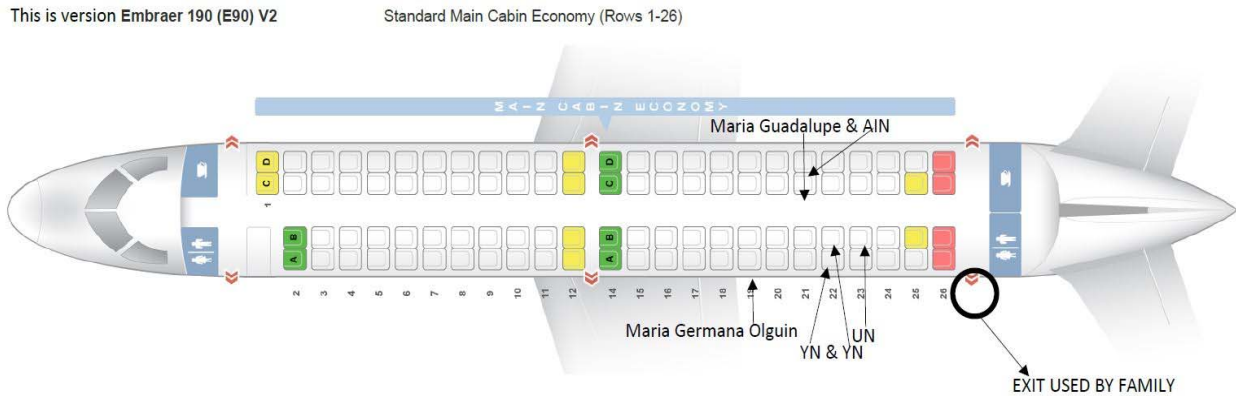 This is version Embraer 190 (E90) V2
Standard Main Cabin Economy (Rows 1-26)
MAIN CABIN ECONOMY
Maria Guadalupe & AIN
D D
C C
1
B B
A A
2 3 4 5 6 7 8 9 10 11 12 14 15 16 17 18 19 20 21 22 23 24 25 26
Maria Germana Olguin
UN
YN & YN
EXIT USED BY FAMILY